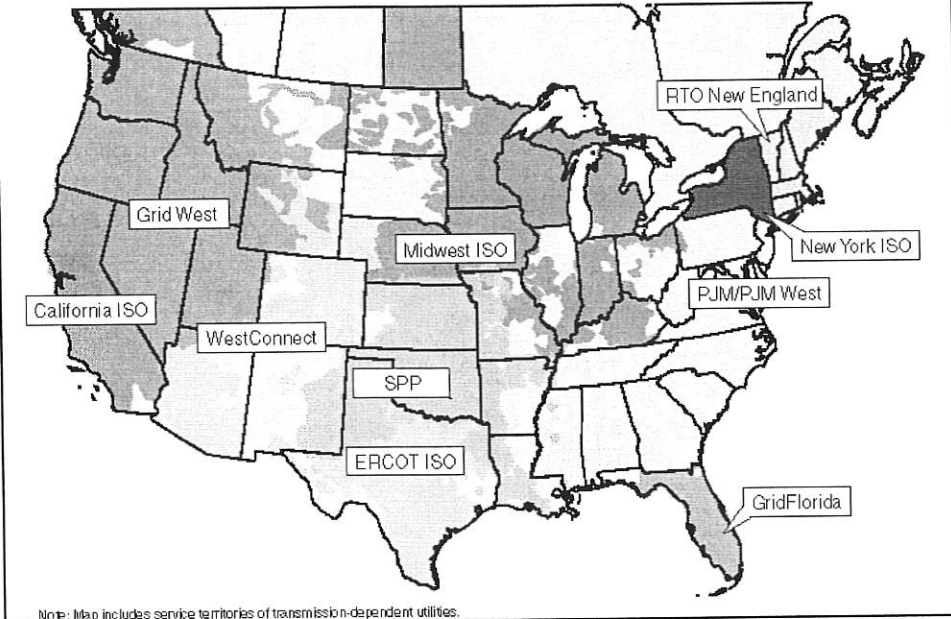 RTO New England
Grid West
New York ISO
Midwest ISO
PJM/PJM West
California ISO
WestConnect
SPP
ERCOT ISO
GridFlorida
Note: Map includes service territories of transmission-dependent utilities.